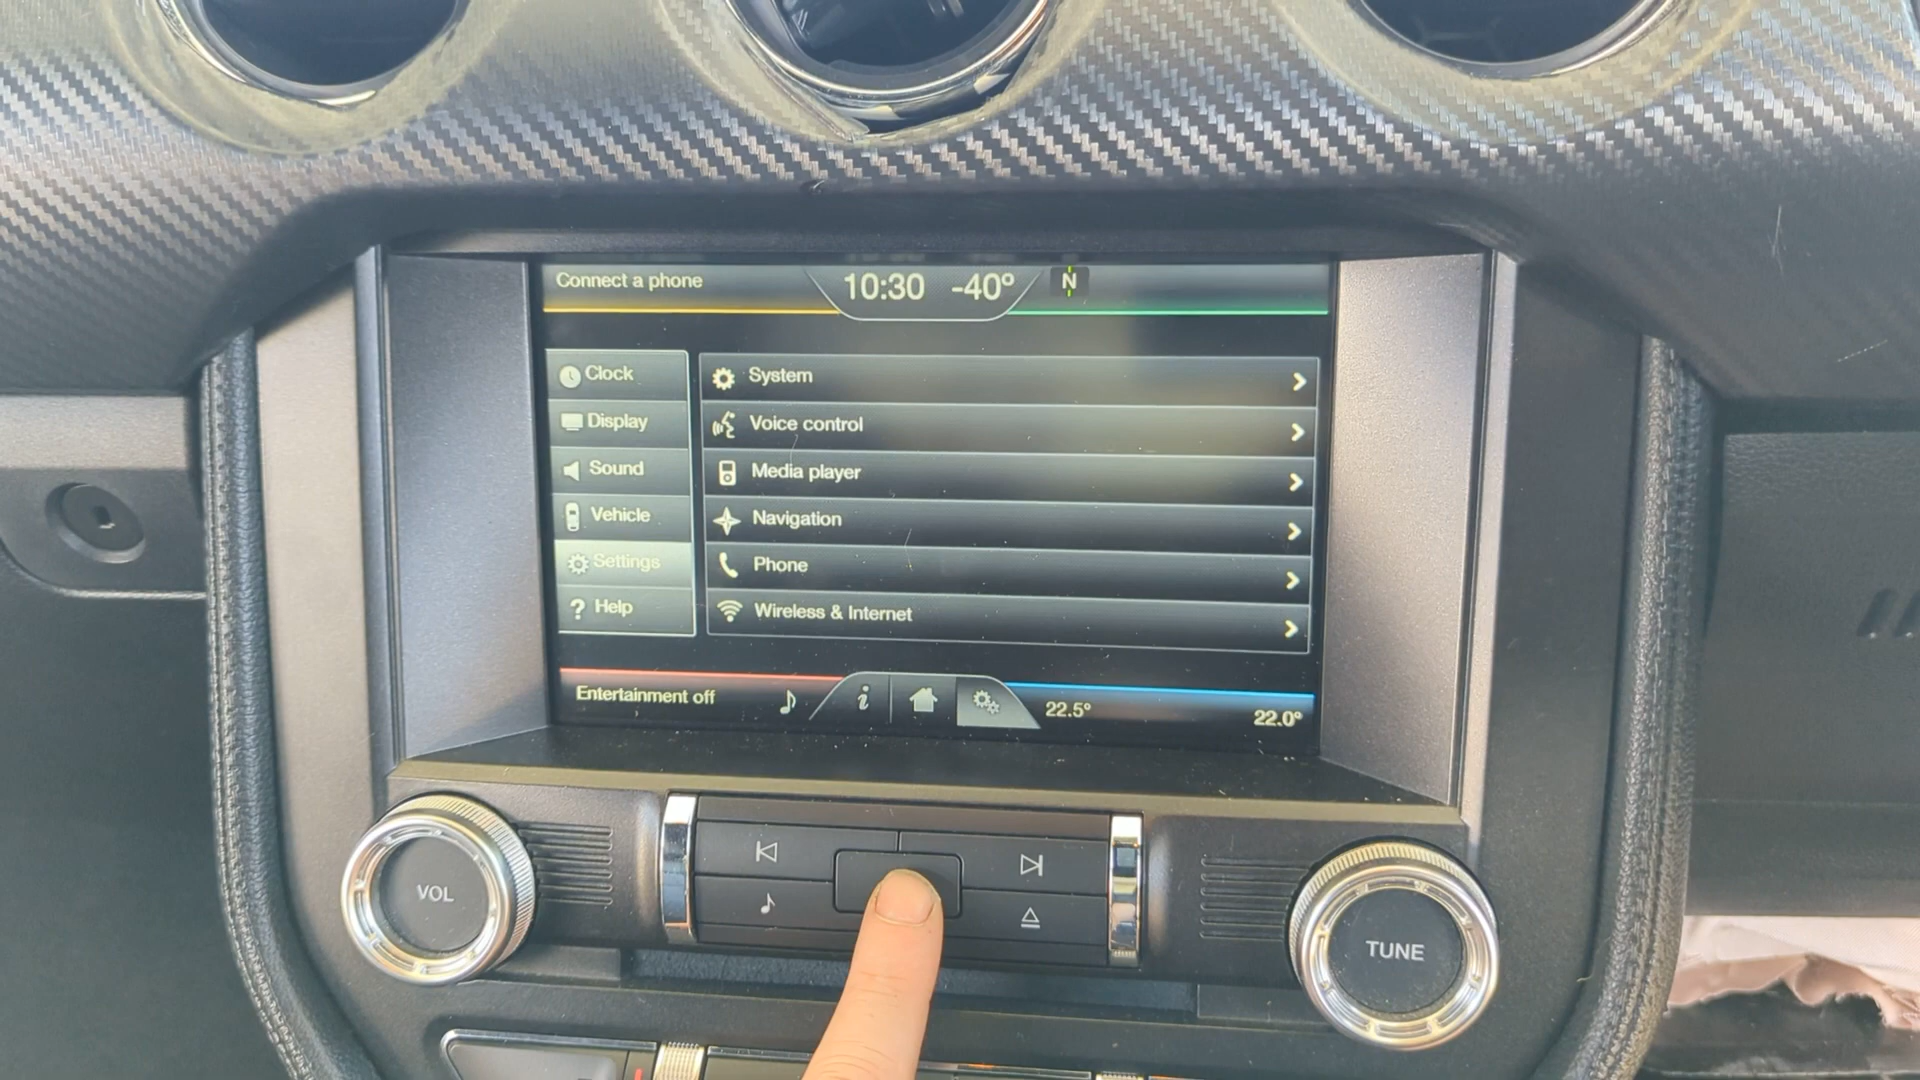 Connect a phone
10:30 -40° N
Clock
Display
Sound
Vehicle
Settings
? Help
System
Voice control
Media player
Navigation
Phone
Wireless & Internet
Entertainment off
i
22.5°
22.0°
VOL
TUNE